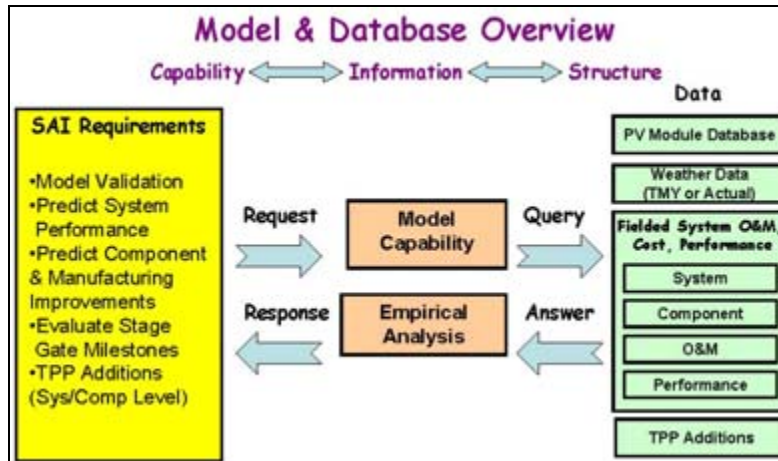 Model & Database Overview
Capability
Information
Structure
Data
SAI Requirements
•Model Validation
•Predict System
Performance
•Predict Component
& Manufacturing
Improvements
•Evaluate Stage
Gate Milestones
•TPP Additions
(Sys/Comp Level)
Request
Model
Capability
Query
Response
Empirical
Analysis
Answer
PV Module Database
Weather Data
(TMY or Actual)
Fielded System O&M,
Cost, Performance
System
Component
O&M
Performance
TPP Additions